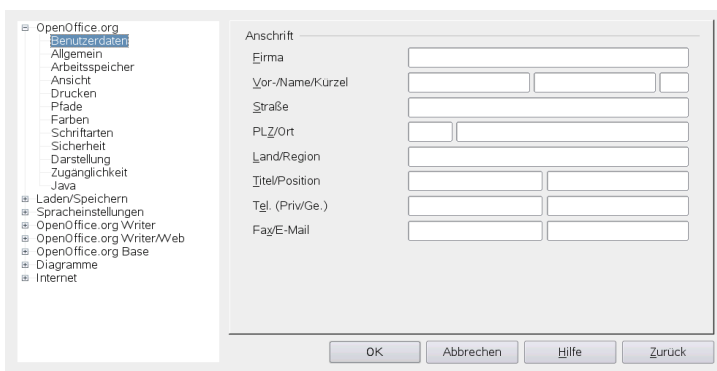 OpenOffice.org
Benutzerdaten
Allgemein
Arbeitsspeicher
Ansicht
Drucken
Pfade
Farben
Schriftarten
Sicherheit
Darstellung
Zugänglichkeit
Java
Laden/Speichern
Spracheinstellungen
OpenOffice.org Writer
OpenOffice.org Writer/Web
OpenOffice.org Base
Diagramme
Internet
Anschrift
Firma
Vor-/Name/Kürzel
Straße
PLZ/Ort
Land/Region
Titel/Position
Tel. (Priv/Ge.)
Fax/E-Mail
OK Abbrechen Hilfe Zurück